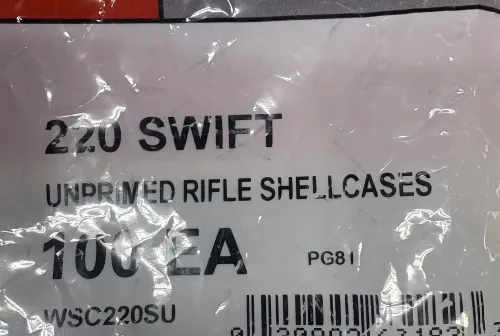 220 SWIFT
UNPRIMED RIFLE SHELLCASES
100 EA
PG81
WSC220SU